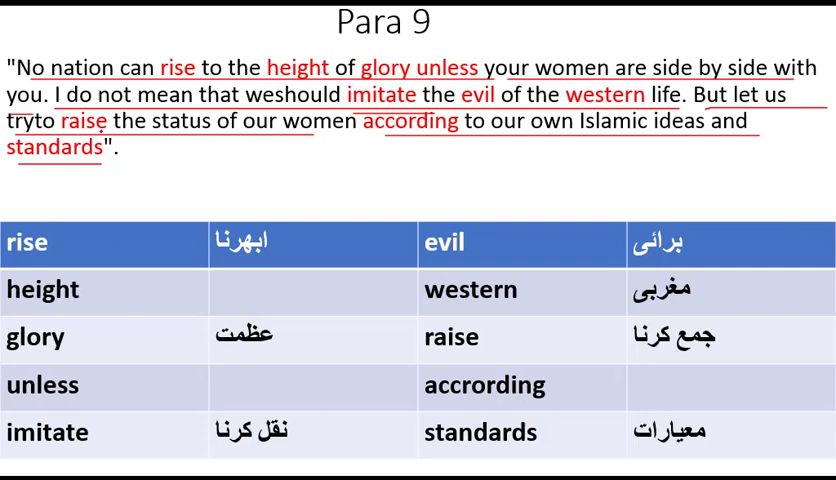 Para 9
"No nation can rise to the height of glory unless your women are side by side with
you. I do not mean that weshould imitate the evil of the western life. But let us
tryto raise the status of our women according to our own Islamic ideas and
standards".
rise ابھرنا evil برائی
height western مغربی
glory عظمت raise جمع کرنا
unless accrording
imitate نقل کرنا standards معیارات